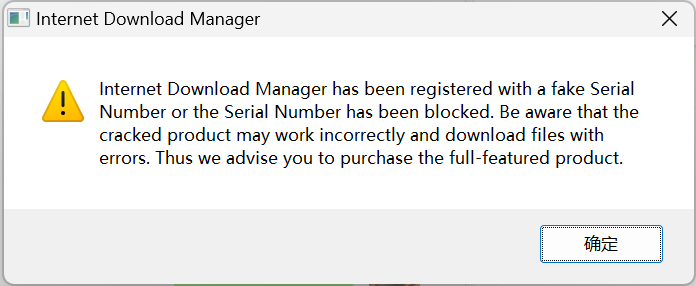 Internet Download Manager
Internet Download Manager has been registered with a fake Serial
Number or the Serial Number has been blocked. Be aware that the
cracked product may work incorrectly and download files with
errors. Thus we advise you to purchase the full-featured product.
确定